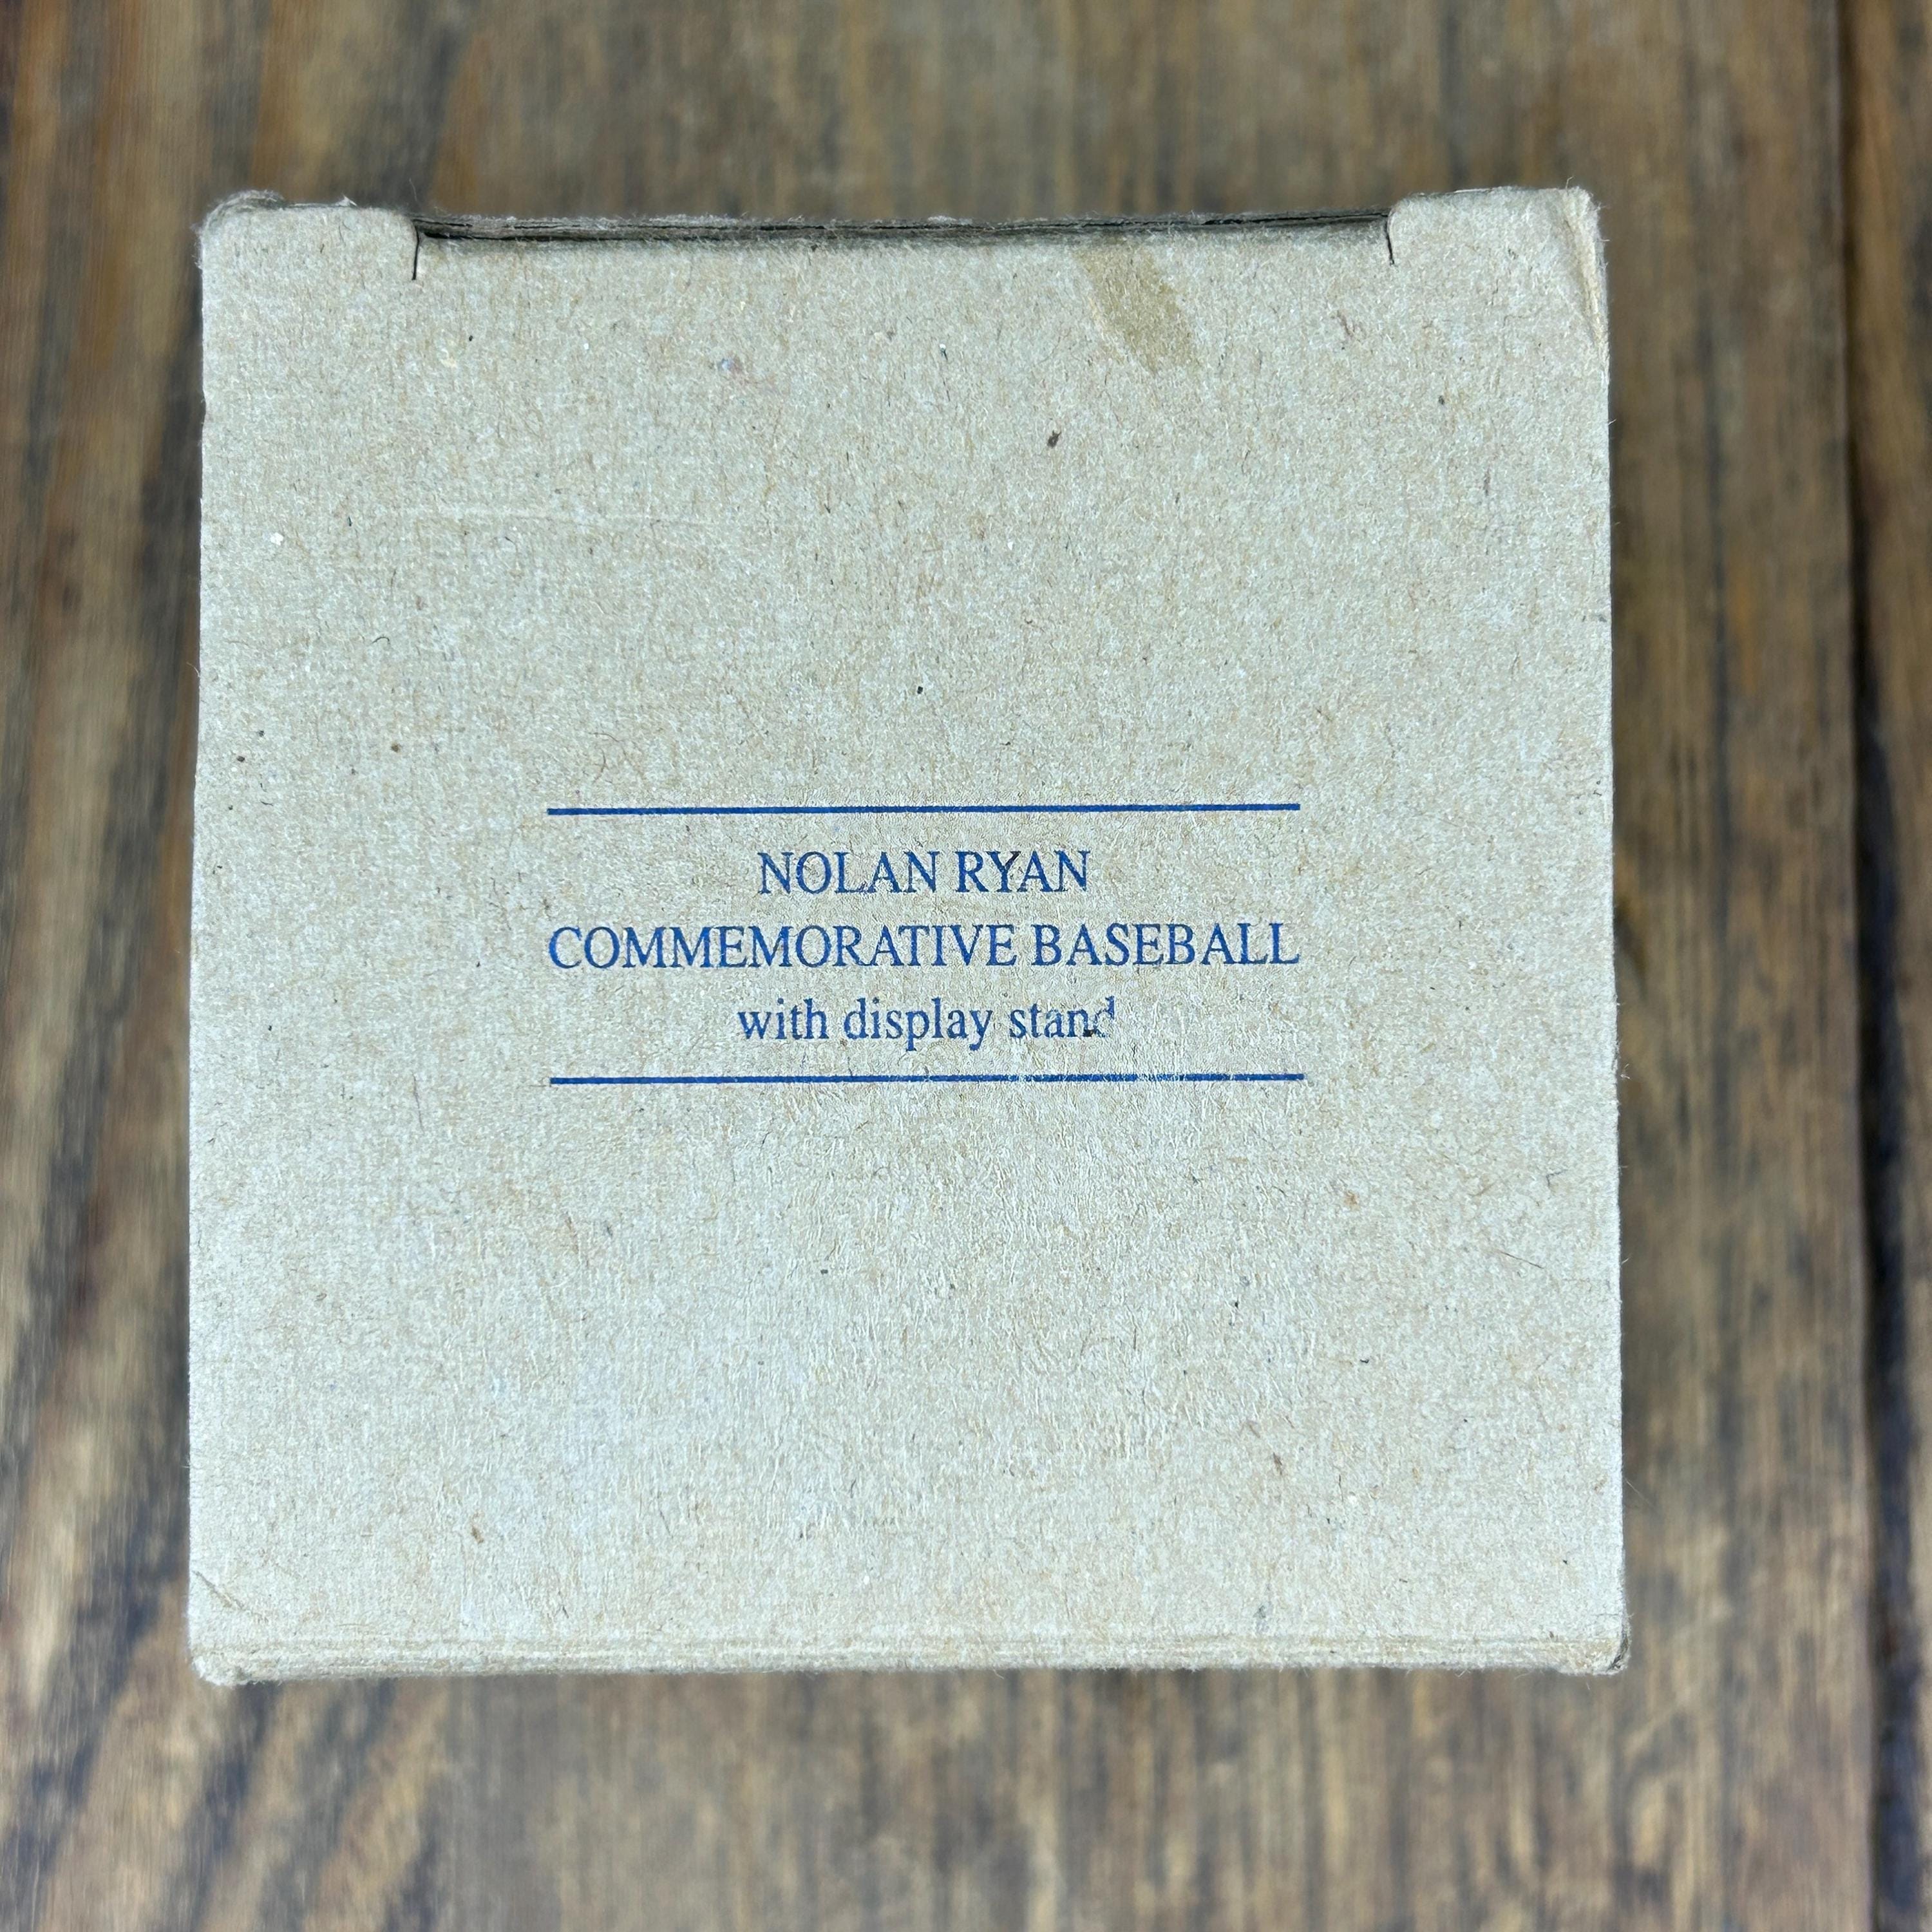 NOLAN RYAN
COMMEMORATIVE BASEBALL
with display stand